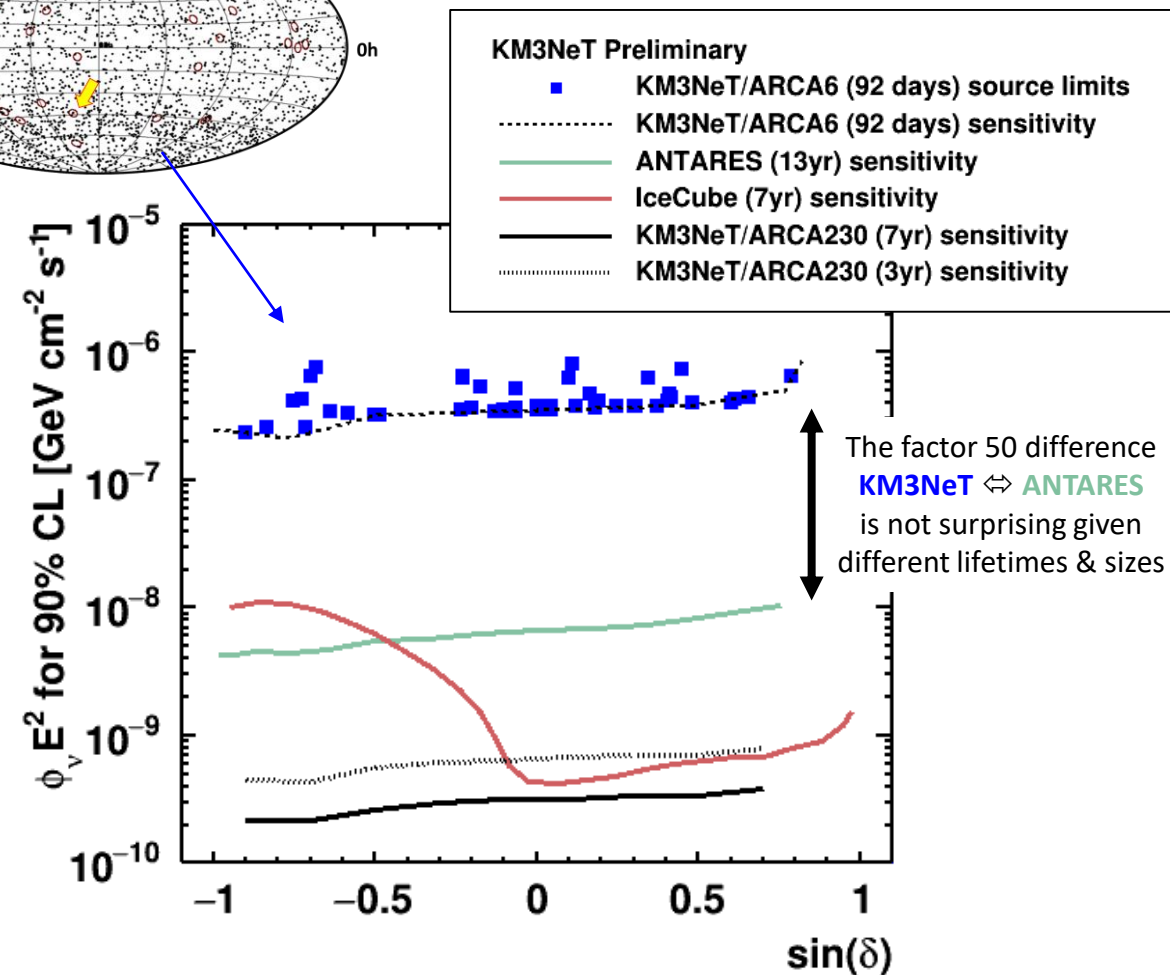 0h
KM3NeT Preliminary
KM3NeT/ARCA6 (92 days) source limits
KM3NeT/ARCA6 (92 days) sensitivity
ANTARES (13yr) sensitivity
IceCube (7yr) sensitivity
KM3NeT/ARCA230 (7yr) sensitivity
KM3NeT/ARCA230 (3yr) sensitivity
ϕ_ν E² for 90% CL [GeV cm⁻² s⁻¹]
10⁻⁵
10⁻⁶
10⁻⁷
10⁻⁸
10⁻⁹
10⁻¹⁰
The factor 50 difference
KM3NeT ⬄ ANTARES
is not surprising given
different lifetimes & sizes
−1
−0.5
0
0.5
1
sin(δ)